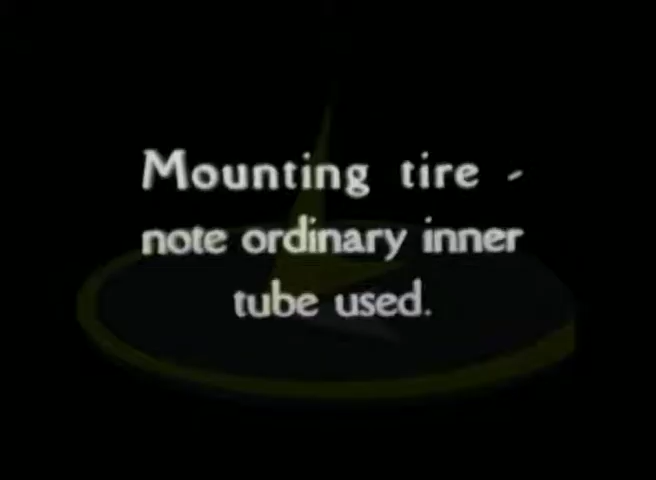 Mounting tire -
note ordinary inner
tube used.